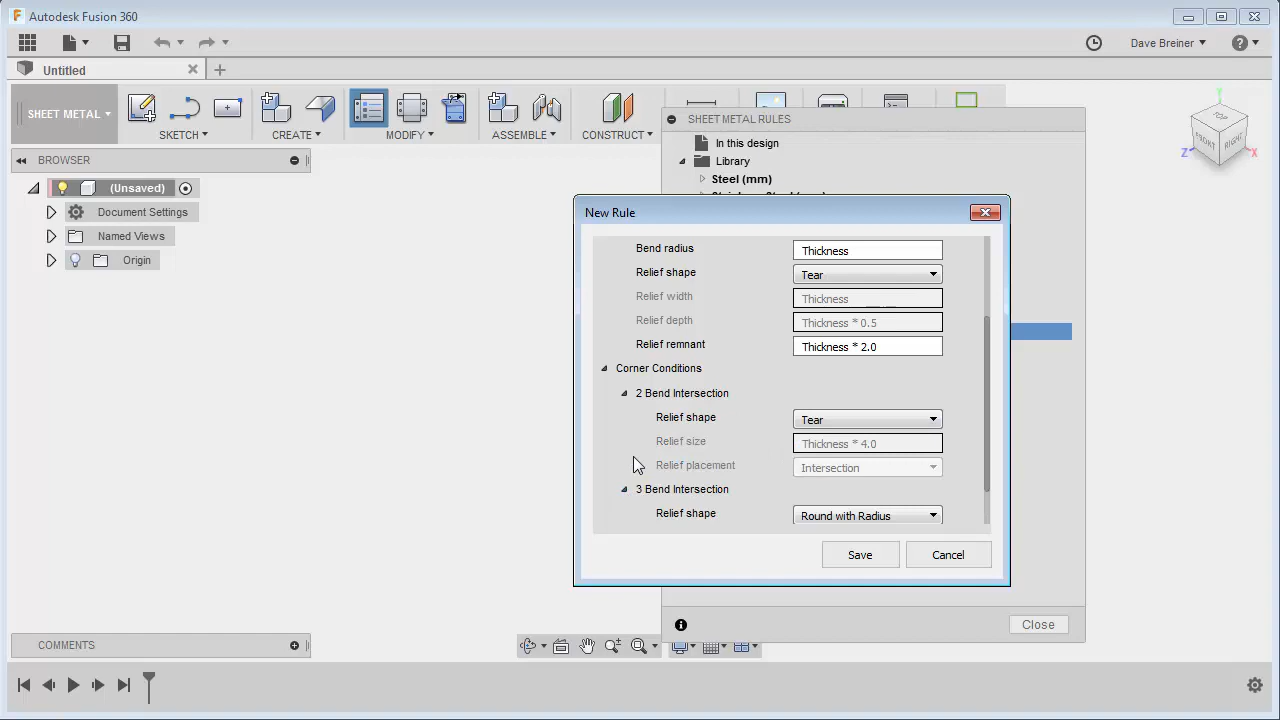 Autodesk Fusion 360
Dave Breiner
Untitled
SHEET METAL
SKETCH
CREATE
MODIFY
ASSEMBLE
CONSTRUCT
BROWSER
(Unsaved)
Document Settings
Named Views
Origin
SHEET METAL RULES
In this design
Library
Steel (mm)
TOP
FRONT
RIGHT
Z
X
Y
New Rule
Bend radius
Thickness
Relief shape
Tear
Relief width
Thickness
Relief depth
Thickness * 0.5
Relief remnant
Thickness * 2.0
Corner Conditions
2 Bend Intersection
Relief shape
Tear
Relief size
Thickness * 4.0
Relief placement
Intersection
3 Bend Intersection
Relief shape
Round with Radius
Save
Cancel
Close
COMMENTS